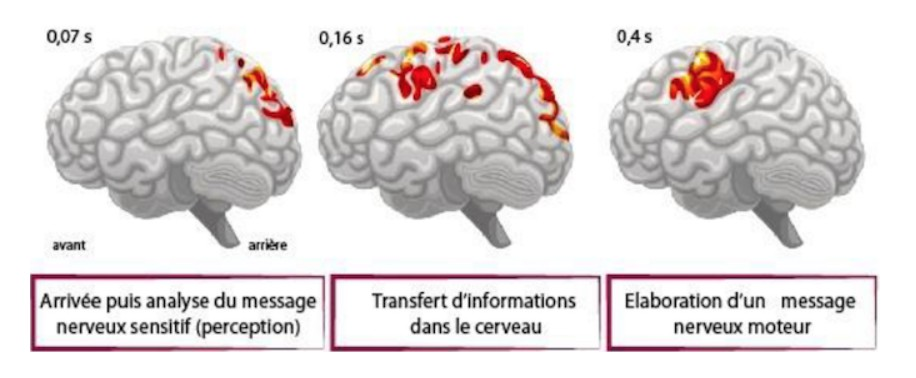 0,07 s
0,16 s
0,4 s
avant
arrière
Arrivée puis analyse du message
nerveux sensitif (perception)
Transfert d'informations
dans le cerveau
Elaboration d'un message
nerveux moteur